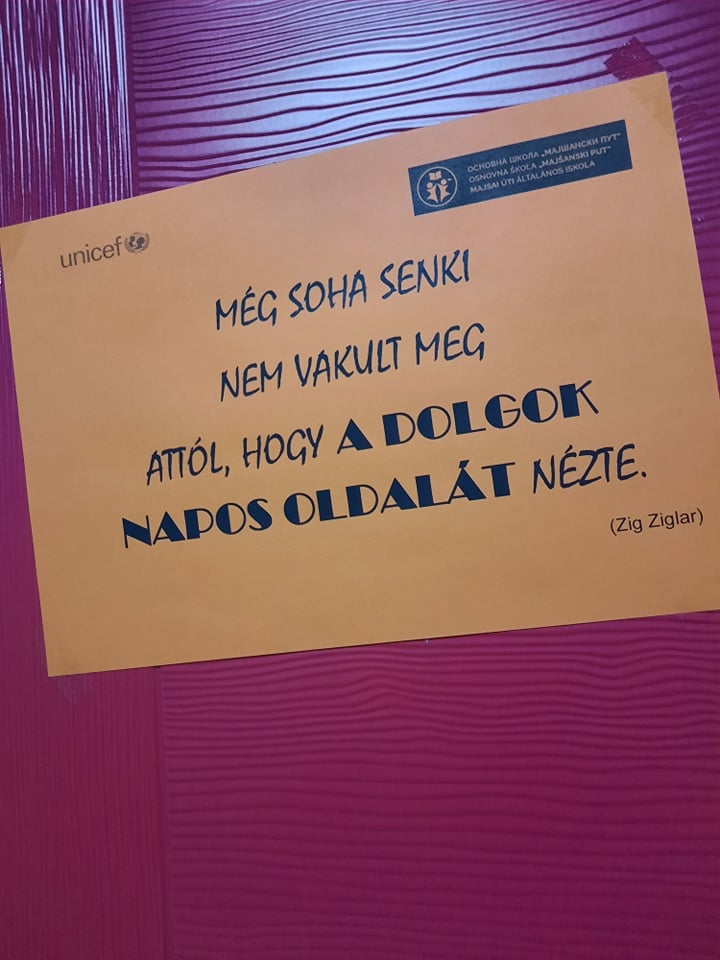 unicef
ОСНОВНА ШКОЛА „МАЈШАНСКИ ПУТ"
OSNOVNA ŠKOLA „MAJŠANSKI PUT"
MAJSAI ÚTI ÁLTALÁNOS ISKOLA
MÉG SOHA SENKI
NEM VAKULT MEG
ATTÓL, HOGY A DOLGOK
NAPOS OLDALÁT NÉZTE.
(Zig Ziglar)